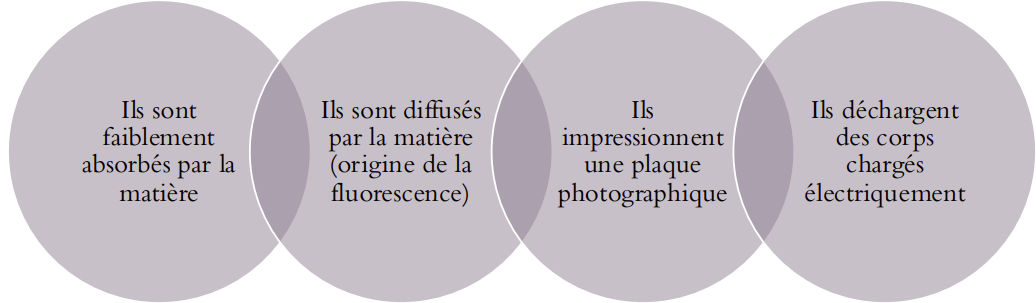 Ils sont
faiblement
absorbés par la
matière
Ils sont diffusés
par la matière
(origine de la
fluorescence)
Ils
impressionnent
une plaque
photographique
Ils déchargent
des corps
chargés
électriquement